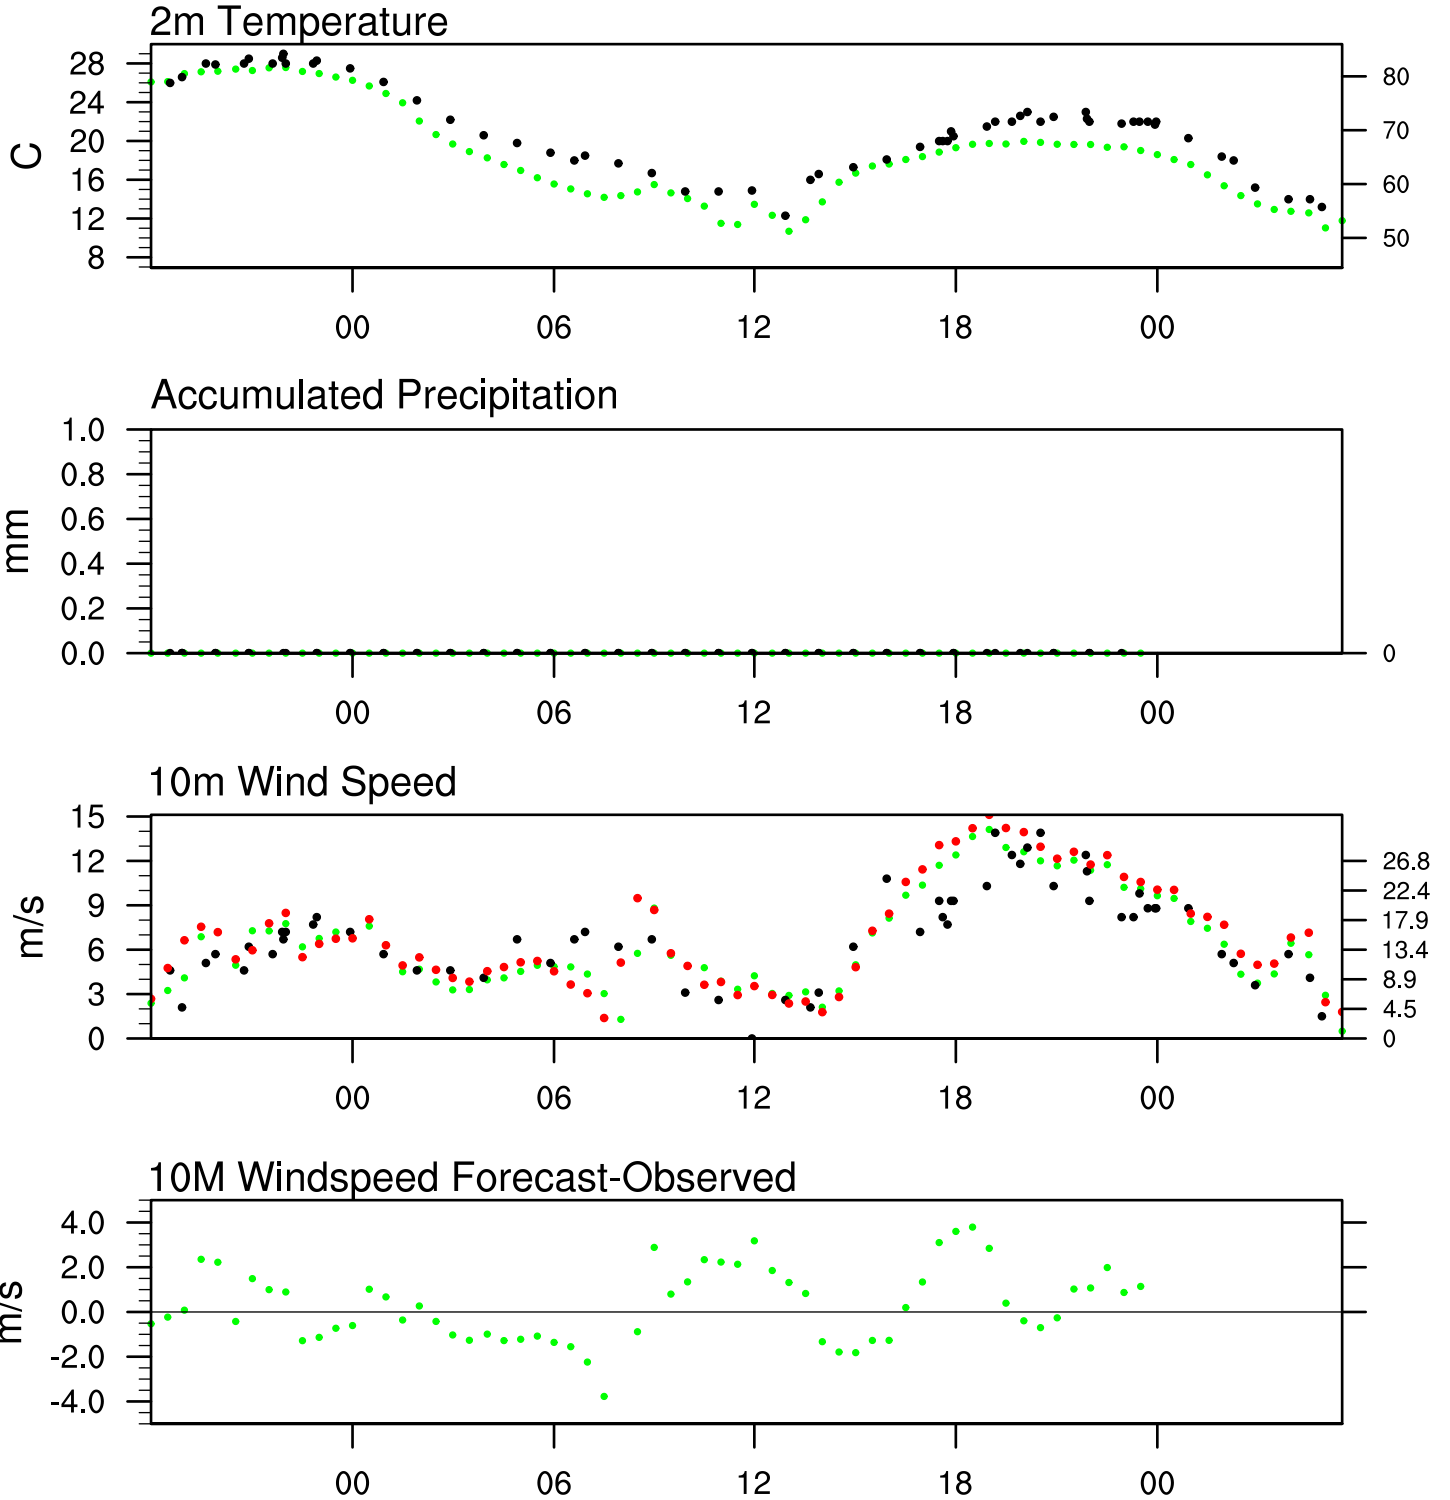 2m Temperature
28
24
20
16
12
8
C
80
70
60
50
00 06 12 18 00
Accumulated Precipitation
1.0
0.8
0.6
0.4
0.2
0.0
mm
0
00 06 12 18 00
10m Wind Speed
15
12
9
6
3
0
m/s
26.8
22.4
17.9
13.4
8.9
4.5
0
00 06 12 18 00
10M Windspeed Forecast-Observed
4.0
2.0
0.0
-2.0
-4.0
m/s
00 06 12 18 00